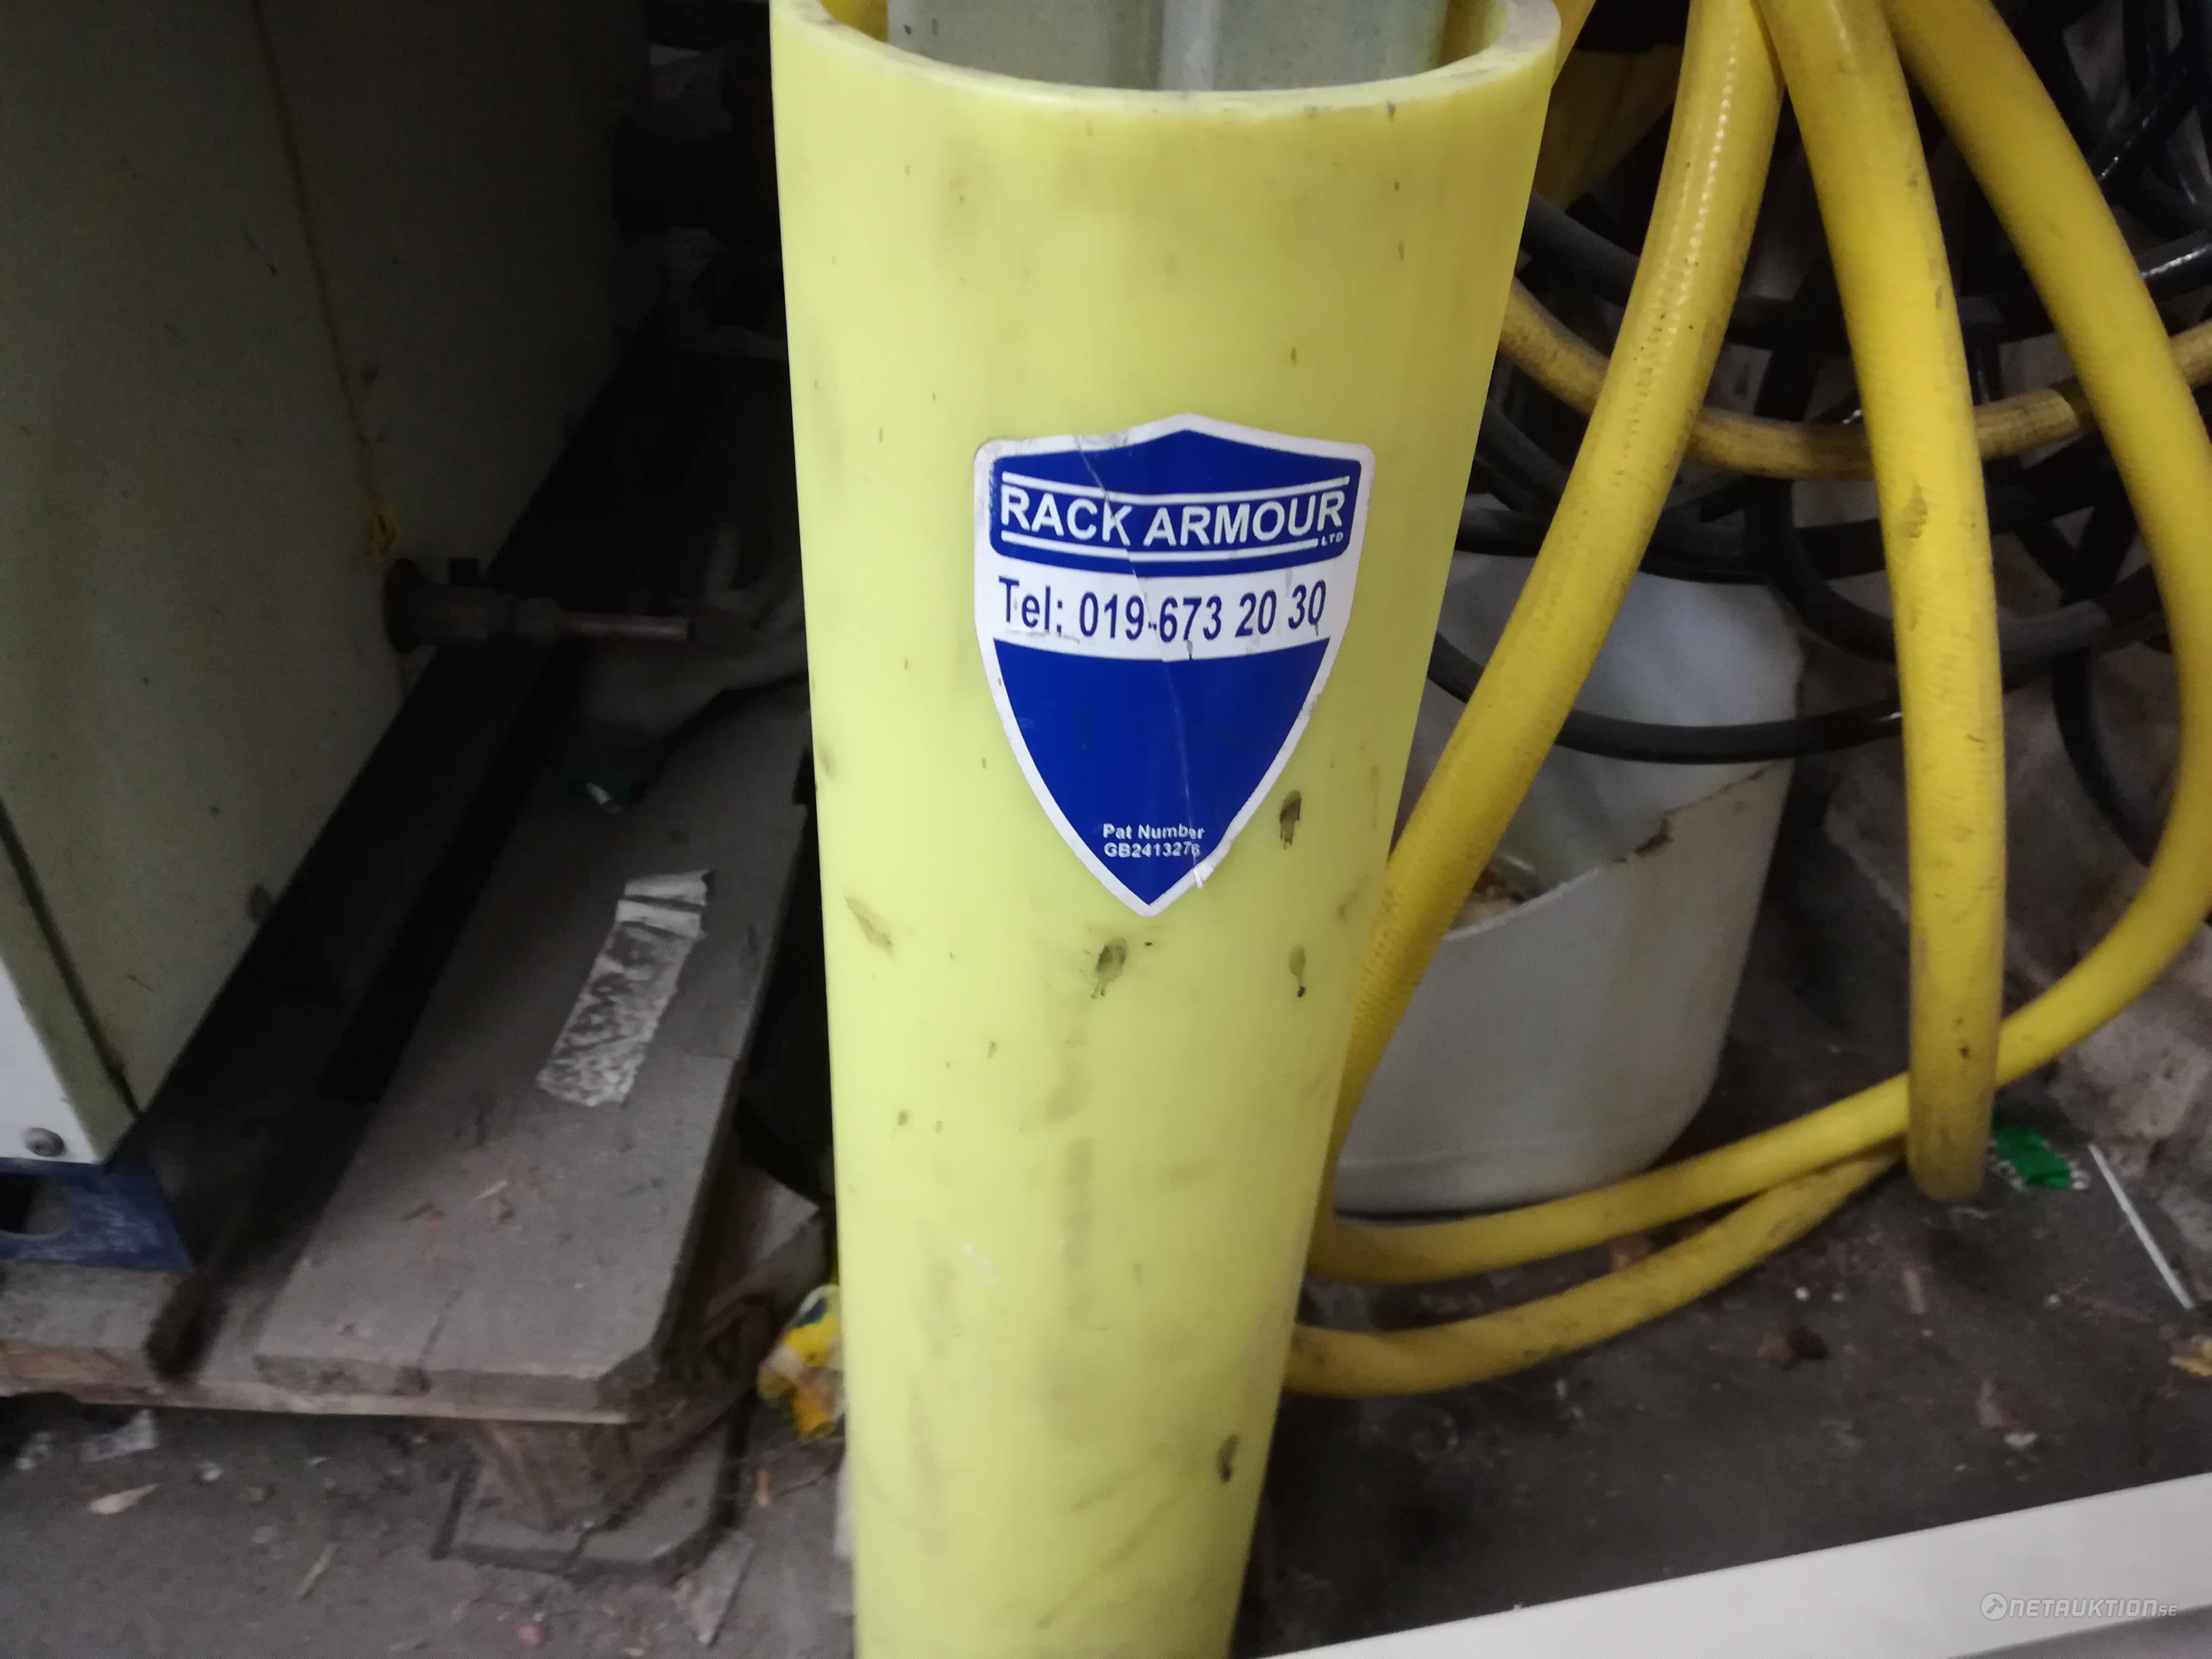 RACK ARMOUR
LTD
Tel: 019-673 20 30
Pat Number
GB2413276
NETAUKTION.SE